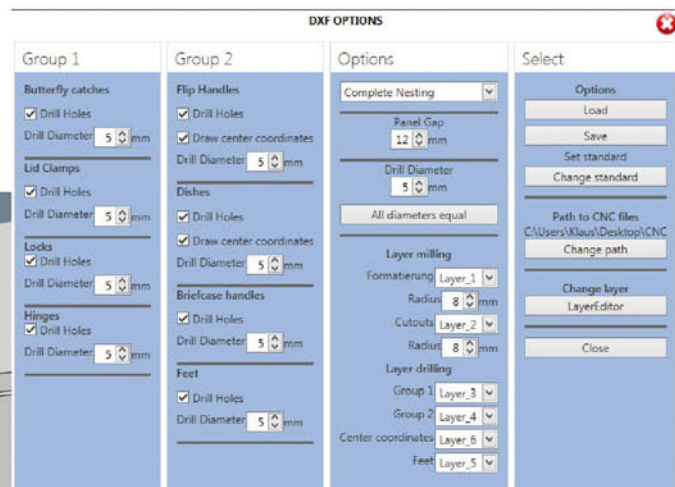 DXF OPTIONS
Group 1
Butterfly catches
Drill Holes
Drill Diameter 5 mm
Lid Clamps
Drill Holes
Drill Diameter 5 mm
Locks
Drill Holes
Drill Diameter 5 mm
Hinges
Drill Holes
Drill Diameter 5 mm
Group 2
Flip Handles
Drill Holes
Draw center coordinates
Drill Diameter 5 mm
Dishes
Drill Holes
Draw center coordinates
Drill Diameter 5 mm
Briefcase handles
Drill Holes
Drill Diameter 5 mm
Feet
Drill Holes
Drill Diameter 5 mm
Options
Complete Nesting
Panel Gap
12 mm
Drill Diameter
5 mm
All diameters equal
Layer milling
Formatierung Layer_1
Radius 8 mm
Cutouts Layer_2
Radius 8 mm
Layer drilling
Group 1 Layer_3
Group 2 Layer_4
Center coordinates Layer_6
Feet Layer_5
Select
Options
Load
Save
Set standard
Change standard
Path to CNC files
C:\Users\Klaus\Desktop\CNC
Change path
Change layer
LayerEditor
Close